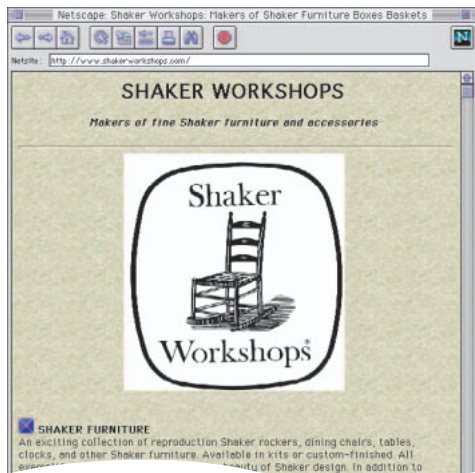 Netscape: Shaker Workshops: Makers of Shaker Furniture Boxes Baskets
N
Netsite: http://www.shakerworkshops.com/
SHAKER WORKSHOPS
Makers of fine Shaker furniture and accessories
Shaker
Workshops®
SHAKER FURNITURE
An exciting collection of reproduction Shaker rockers, dining chairs, tables,
clocks, and other Shaker furniture. Available in kits or custom-finished. All
of Shaker design. In addition to